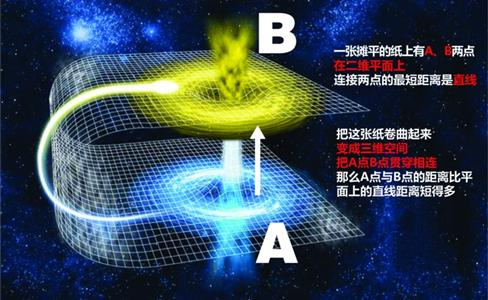 B
一张摊平的纸上有A、B两点
在二维平面上
连接两点的最短距离是直线
把这张纸卷曲起来
变成三维空间
把A点B点贯穿相连
那么A点与B点的距离比平
面上的直线距离短得多
A